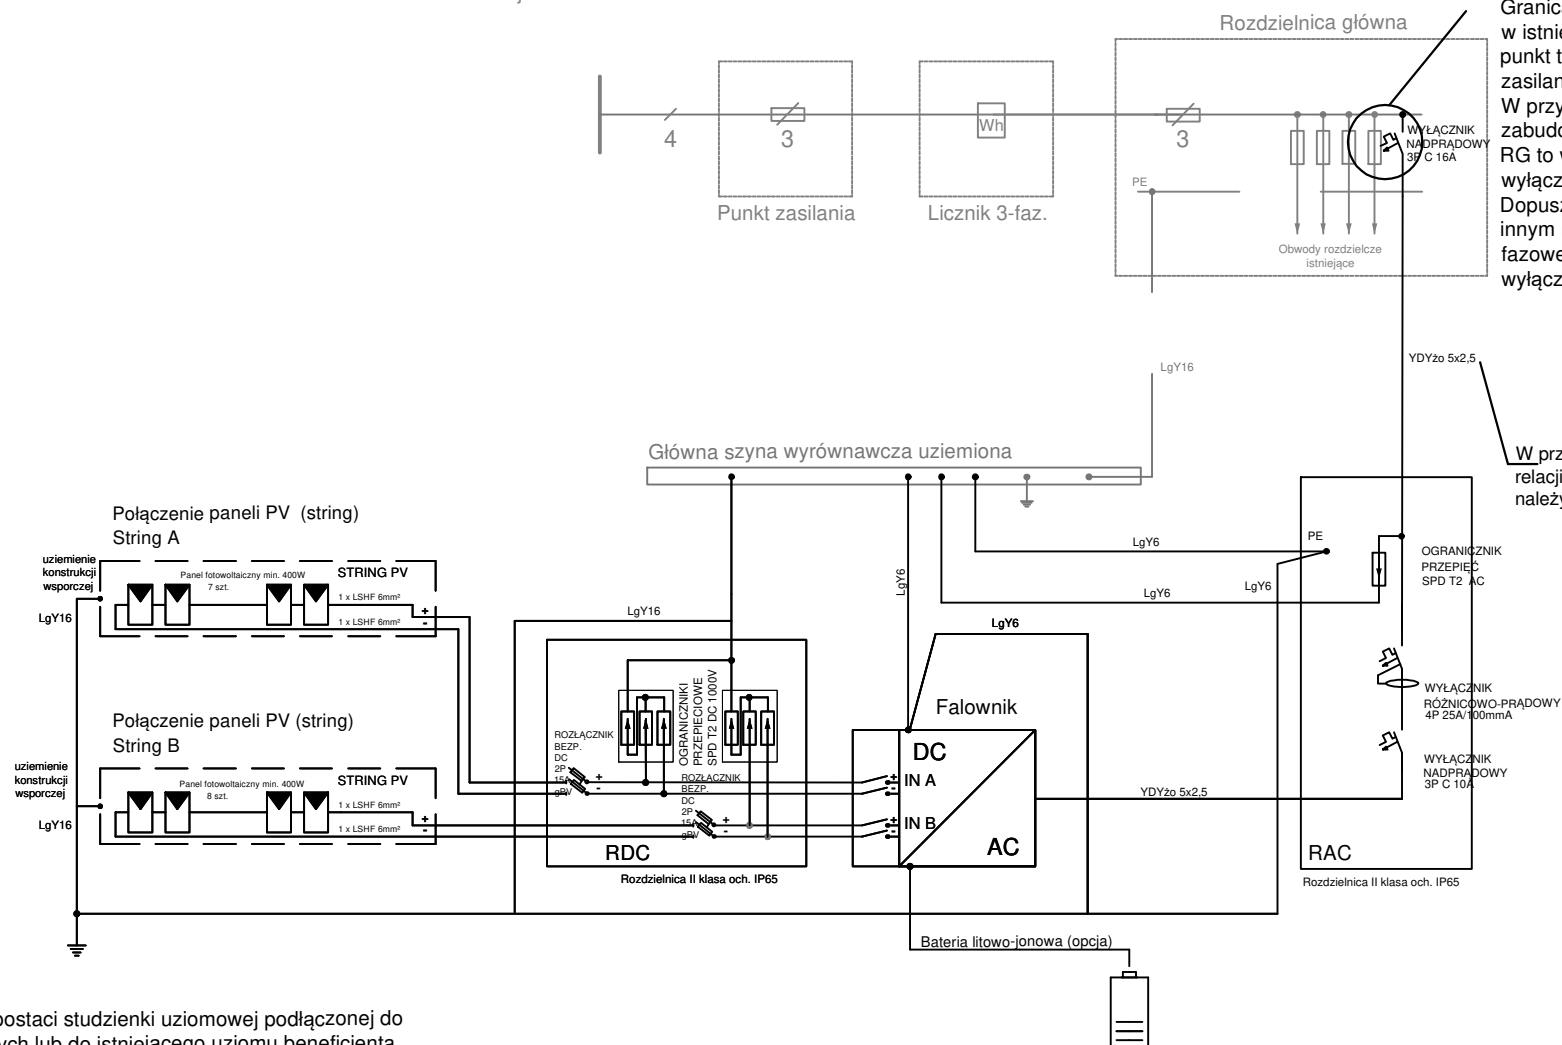 Rozdzielnica główna
4
3
Wh
3
Punkt zasilania
Licznik 3-faz.
PE
WYŁĄCZNIK
NADPRĄDOWY
3P C 16A
Obwody rozdzielcze
istniejące
w istnie
punkt t
W przy
RG to
innym
fazowe
YDYżo 5x2,5
LgY16
W prz
relacji
należy
Główna szyna wyrównawcza uziemiona
Połączenie paneli PV (string)
String A
uziemienie
konstrukcji
wsporczej
LgY16
Panel fotowoltaiczny min. 400W
7 szt.
STRING PV
1 x LSHF 6mm²
1 x LSHF 6mm²
+
-
Połączenie paneli PV (string)
String B
uziemienie
konstrukcji
wsporczej
LgY16
Panel fotowoltaiczny min. 400W
8 szt.
STRING PV
1 x LSHF 6mm²
1 x LSHF 6mm²
+
-
LgY16
OGRANICZNIKI
PRZEPIĘCIOWE
SPD T2 DC 1000V
ROZŁĄCZNIK
BEZP.
DC
2P
15A
gPV
+
-
ROZŁĄCZNIK
BEZP.
DC
2P
15A
gPV
+
-
RDC
Rozdzielnica II klasa och. IP65
LgY6
LgY6
LgY6
LgY6
LgY6
Falownik
DC
+
IN A
-
+
IN B
-
AC
YDYżo 5x2,5
PE
OGRANICZNIK
PRZEPIĘĆ
SPD T2 AC
WYŁĄCZNIK
RÓŻNICOWO-PRĄDOWY
4P 25A/100mmA
WYŁĄCZNIK
NADPRĄDOWY
3P C 10A
RAC
Rozdzielnica II klasa och. IP65
Bateria litowo-jonowa (opcja)
postaci studzienki uziomowej podłączonej do
ych lub do istniejącego uziomu beneficjenta